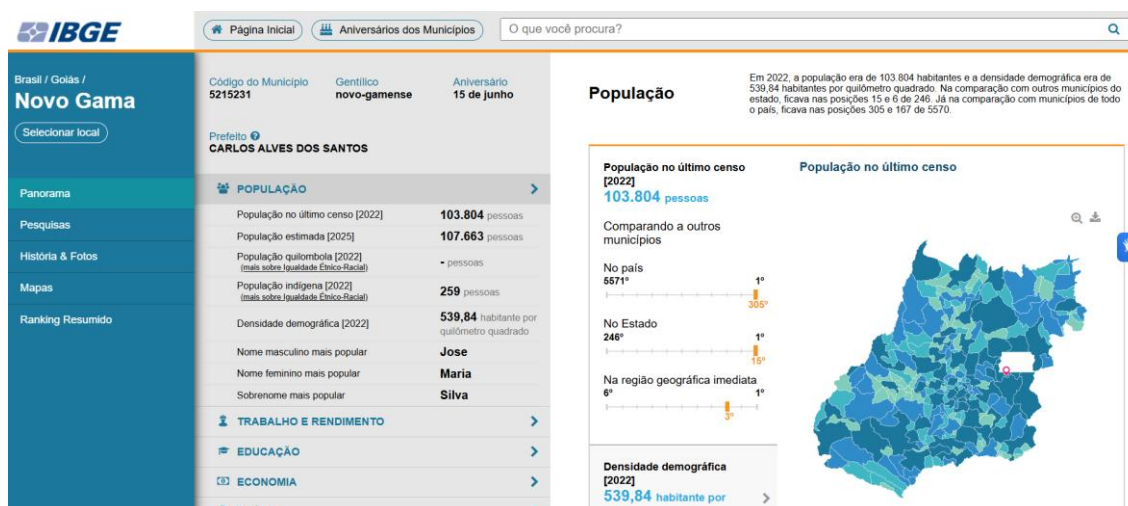 IBGE
Página Inicial
Aniversários dos Municípios
O que você procura?
Brasil / Goiás /
Novo Gama
Selecionar local
Panorama
Pesquisas
História & Fotos
Mapas
Ranking Resumido
Código do Município
5215231
Gentílico
novo-gamense
Aniversário
15 de junho
Prefeito
CARLOS ALVES DOS SANTOS
POPULAÇÃO
População no último censo [2022] 103.804 pessoas
População estimada [2025] 107.663 pessoas
População quilombola [2022]
(mais sobre Igualdade Étnico-Racial)
- pessoas
População indígena [2022]
(mais sobre Igualdade Étnico-Racial)
259 pessoas
Densidade demográfica [2022]
539,84 habitante por
quilômetro quadrado
Nome masculino mais popular Jose
Nome feminino mais popular Maria
Sobrenome mais popular Silva
TRABALHO E RENDIMENTO
EDUCAÇÃO
ECONOMIA
População
Em 2022, a população era de 103.804 habitantes e a densidade demográfica era de
539,84 habitantes por quilômetro quadrado. Na comparação com outros municípios do
estado, ficava nas posições 15 e 6 de 246. Já na comparação com municípios de todo
o país, ficava nas posições 305 e 167 de 5570.
População no último censo
[2022]
103.804 pessoas
Comparando a outros
municípios
No país
5571º 1º
305º
No Estado
246º 1º
15º
Na região geográfica imediata
6º 1º
3º
Densidade demográfica
[2022]
539,84 habitante por
População no último censo